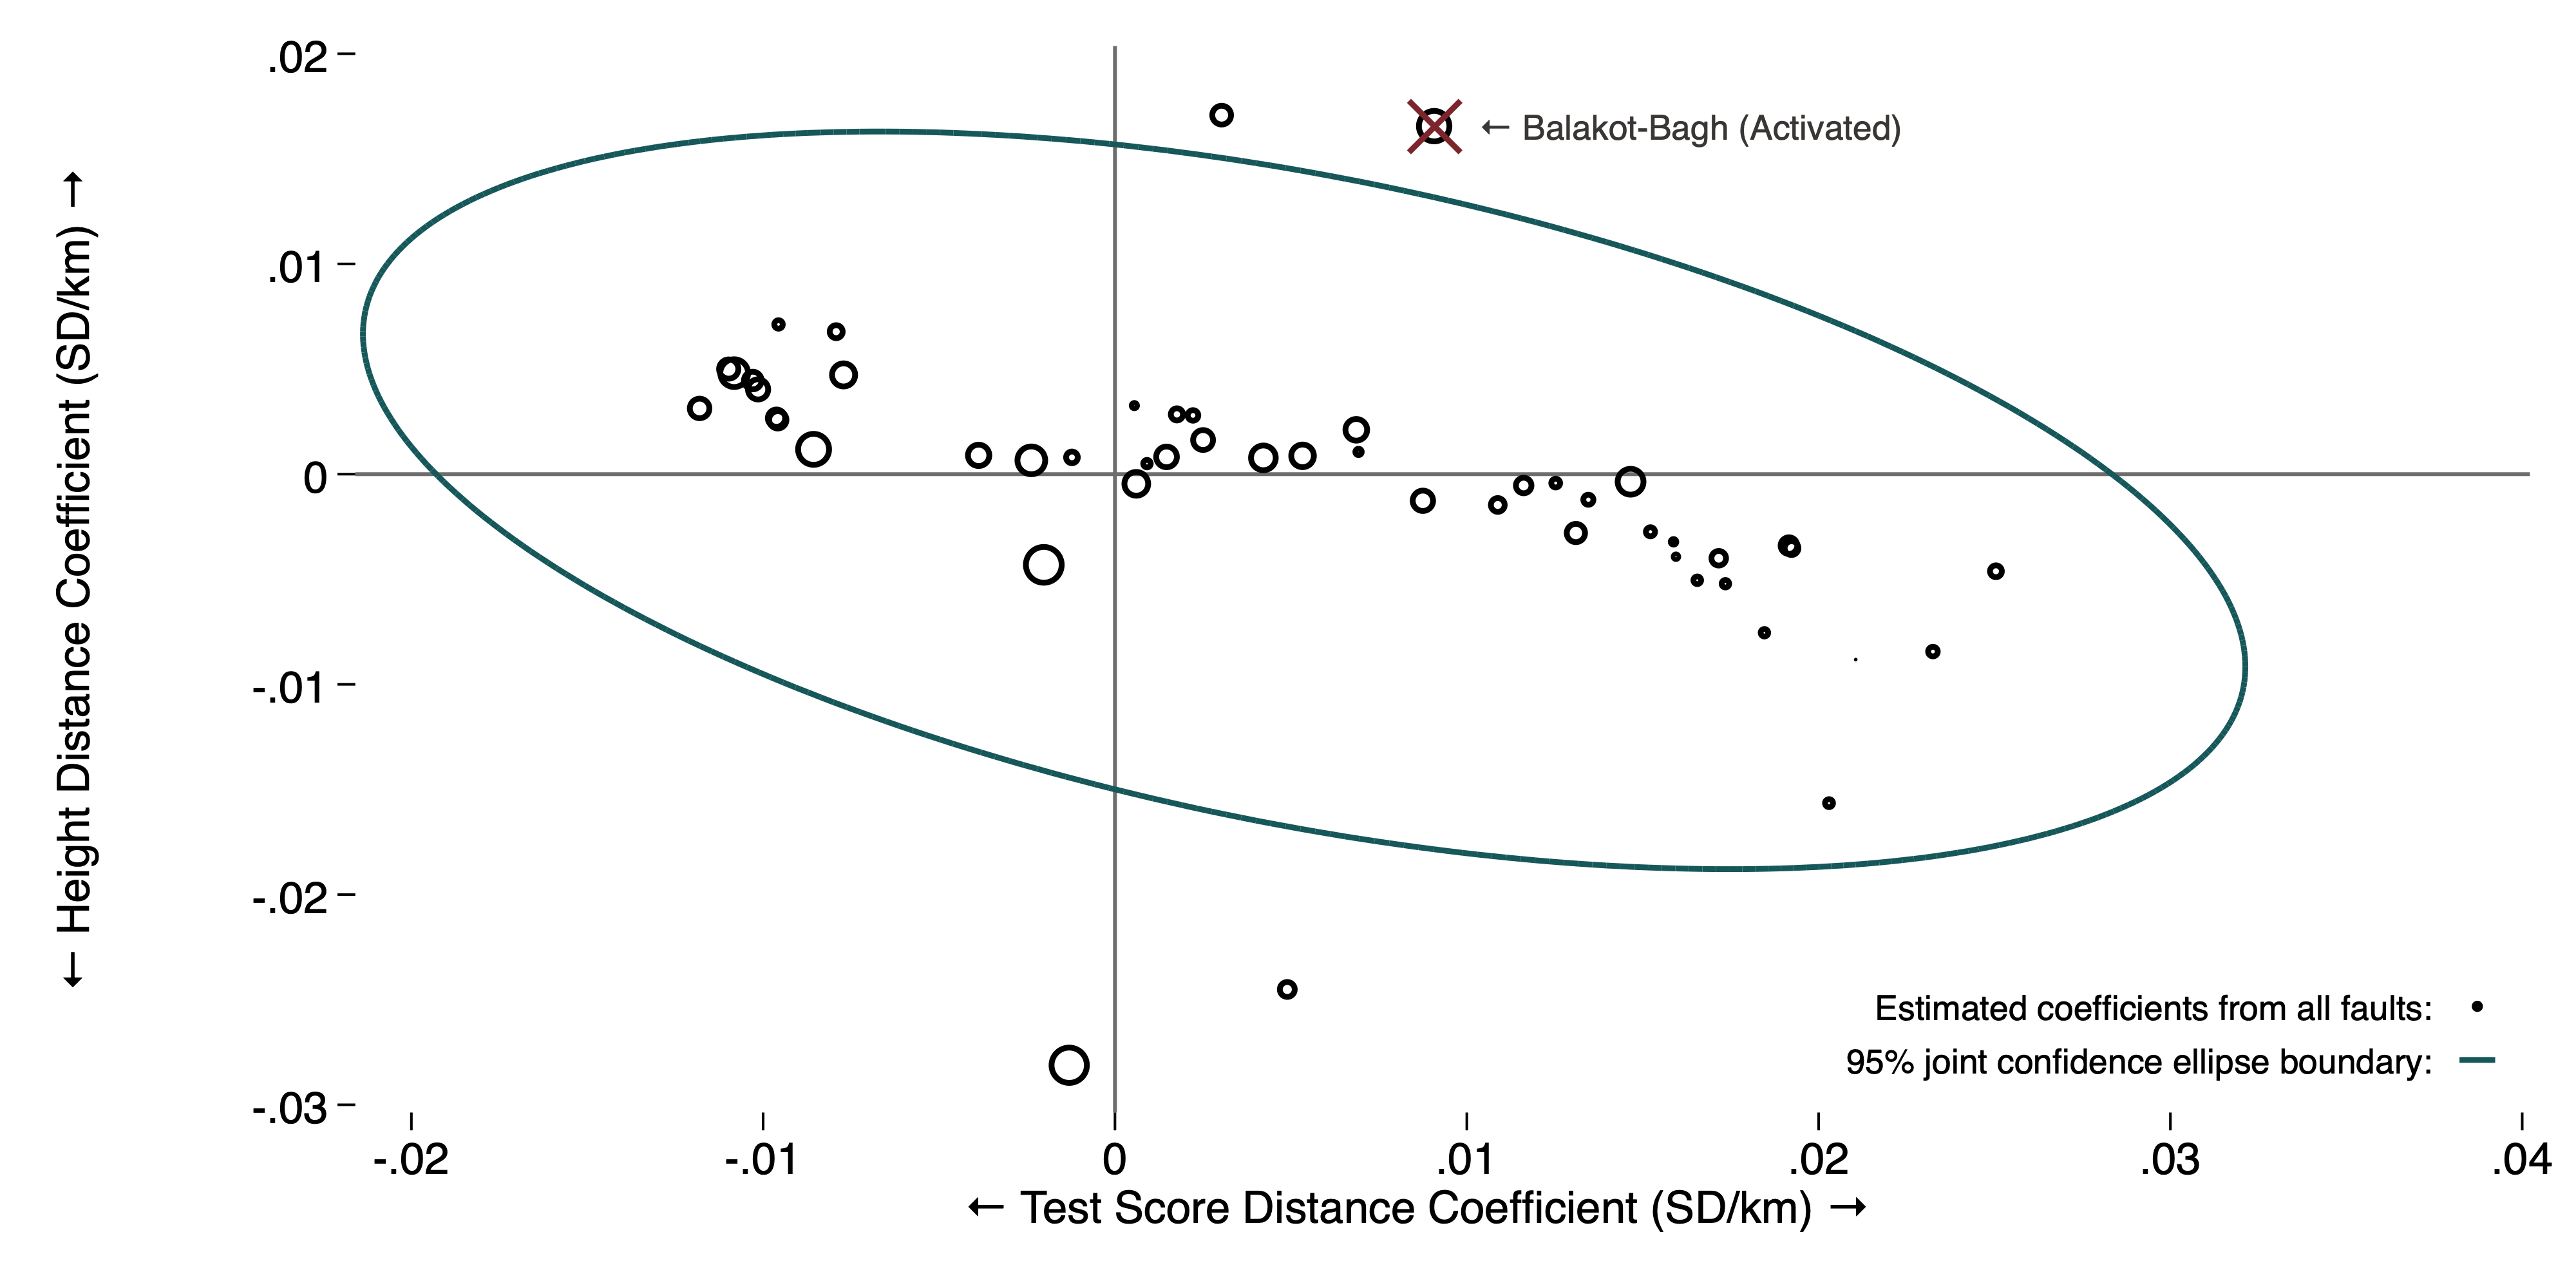 .02
.01
0
-.01
-.02
-.03
← Height Distance Coefficient (SD/km) →
← Balakot-Bagh (Activated)
Estimated coefficients from all faults:
95% joint confidence ellipse boundary:
-.02 -.01 0 .01 .02 .03 .04
← Test Score Distance Coefficient (SD/km) →